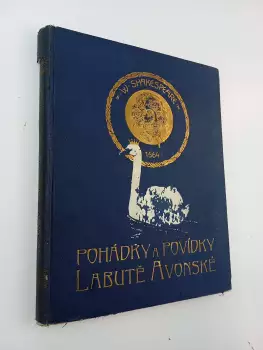 W. SHAKESPEARE
1564
POHÁDKY A POVÍDKY
LABUTĚ AVONSKÉ